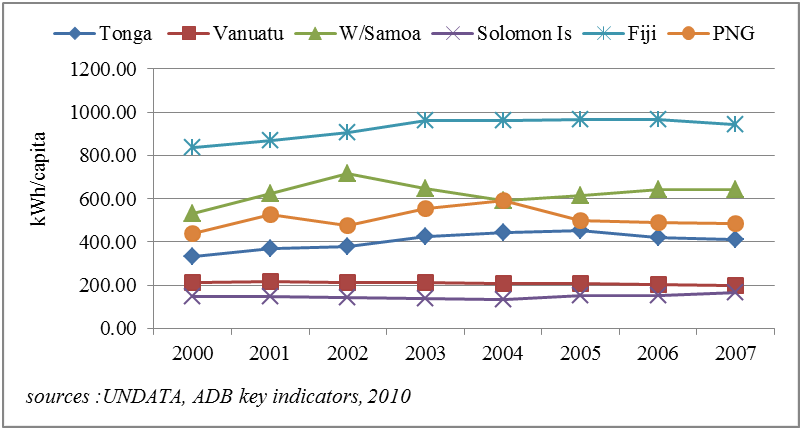 Tonga Vanuatu W/Samoa Solomon Is Fiji PNG
1200.00
1000.00
800.00
600.00
400.00
200.00
0.00
kWh/capita
2000 2001 2002 2003 2004 2005 2006 2007
sources :UNDATA, ADB key indicators, 2010